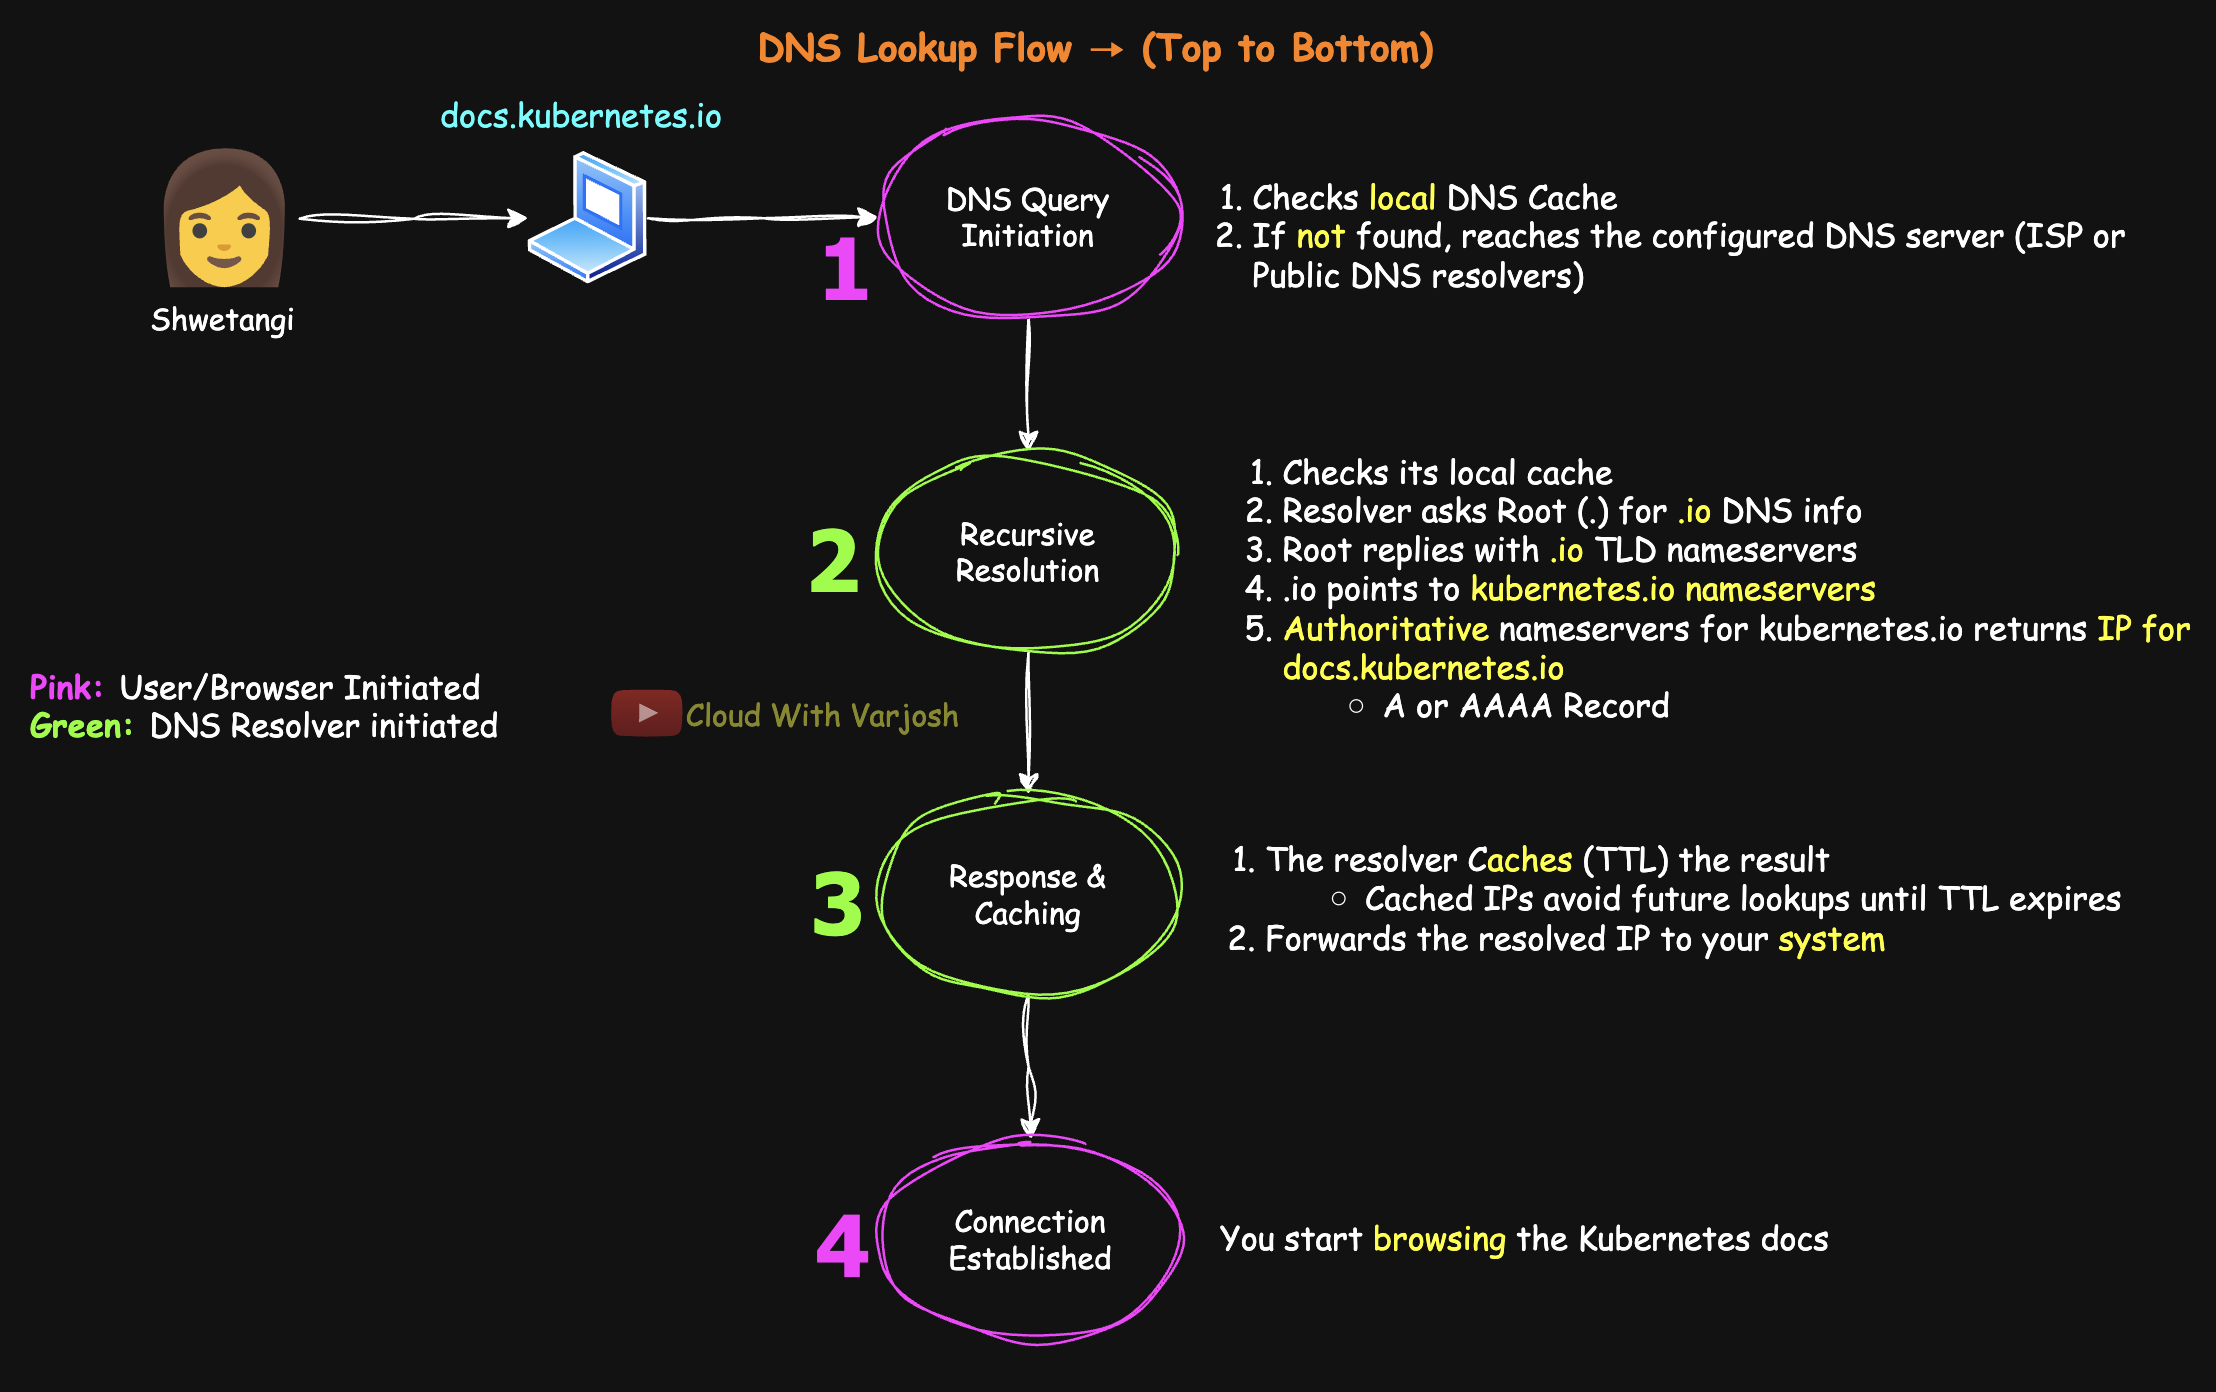 DNS Lookup Flow → (Top to Bottom)
docs.kubernetes.io
Shwetangi
1
DNS Query
Initiation
1. Checks local DNS Cache
2. If not found, reaches the configured DNS server (ISP or
Public DNS resolvers)
2
Recursive
Resolution
1. Checks its local cache
2. Resolver asks Root (.) for .io DNS info
3. Root replies with .io TLD nameservers
4. .io points to kubernetes.io nameservers
5. Authoritative nameservers for kubernetes.io returns IP for
docs.kubernetes.io
○ A or AAAA Record
Pink: User/Browser Initiated
Green: DNS Resolver initiated
Cloud With Varjosh
3
Response &
Caching
1. The resolver Caches (TTL) the result
○ Cached IPs avoid future lookups until TTL expires
2. Forwards the resolved IP to your system
4
Connection
Established
You start browsing the Kubernetes docs